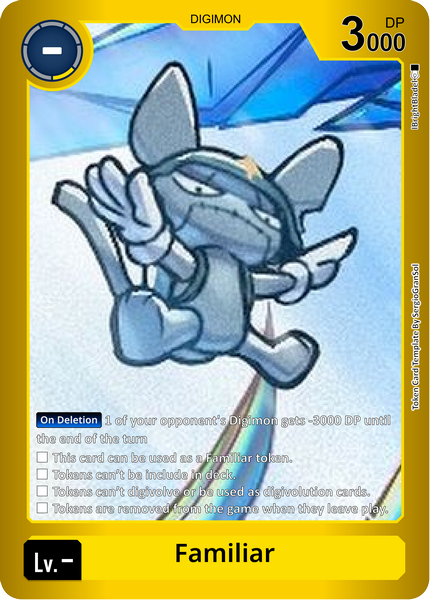 DIGIMON
-
3000
DP
|BrightBlade|®
Token Card Template By SergioGranSol
On Deletion 1 of your opponent's Digimon gets -3000 DP until
the end of the turn
☐ This card can be used as a Familiar token.
☐ Tokens can't be include in deck.
☐ Tokens can't digivolve or be used as digivolution cards.
☐ Tokens are removed from the game when they leave play.
Lv.-
Familiar